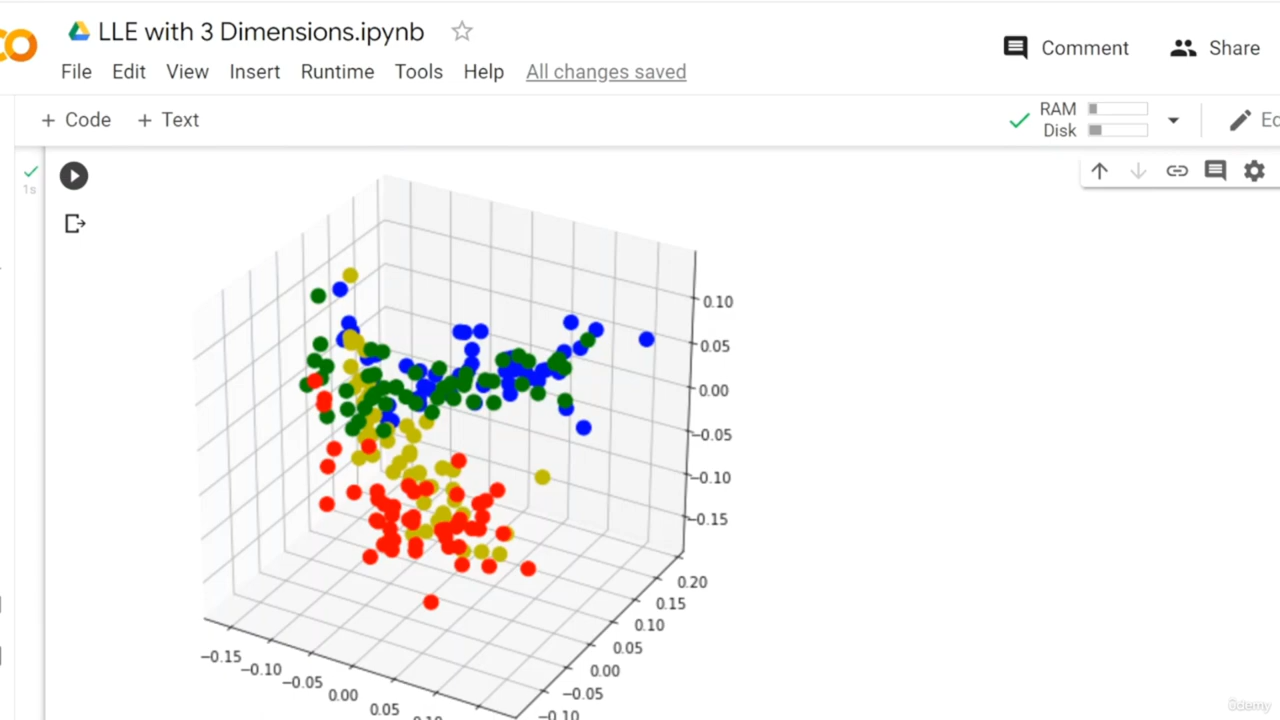 CO
LLE with 3 Dimensions.ipynb
Comment
Share
File Edit View Insert Runtime Tools Help All changes saved
+ Code + Text
RAM
Disk
1s
0.10
0.05
0.00
−0.05
−0.10
−0.15
0.20
0.15
0.10
0.05
0.00
−0.05
−0.10
−0.15
−0.10
−0.05
0.00
0.05
ûdemy